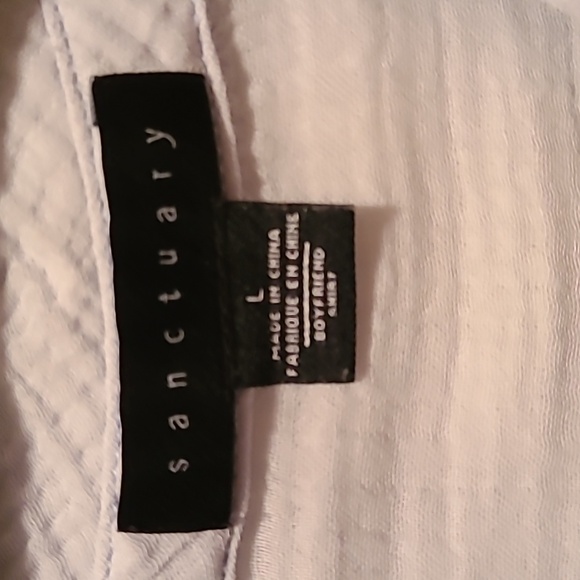 sanctuary
L
MADE IN CHINA
FABRIQUE EN CHINE
BOYFRIEND
SHIRT